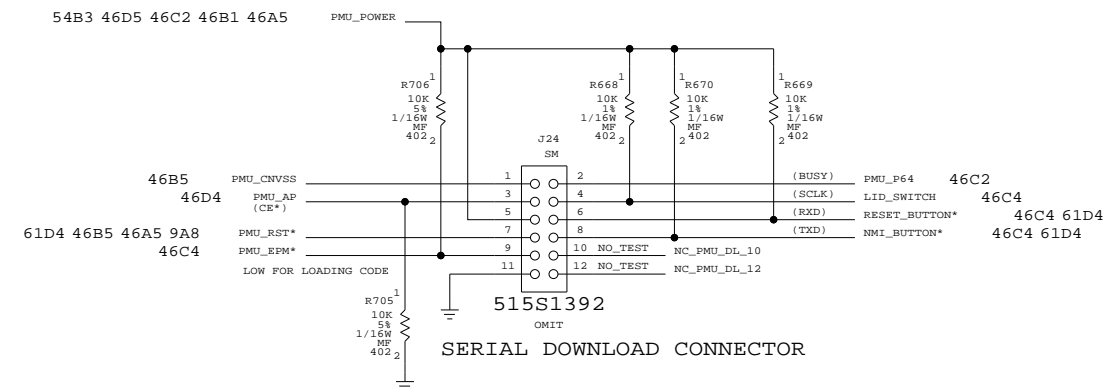 54B3 46D5 46C2 46B1 46A5 PMU_POWER
R706 1
10K
5%
1/16W
MF
402 2
R668 1
10K
1%
1/16W
MF
402 2
1 R670
10K
1%
1/16W
MF
2 402
1 R669
10K
1%
1/16W
MF
2 402
J24
SM
46B5 PMU_CNVSS 1 2 (BUSY) PMU_P64 46C2
46D4 PMU_AP 3 4 (SCLK) LID_SWITCH 46C4
(CE*)
5 6 (RXD) RESET_BUTTON* 46C4 61D4
61D4 46B5 46A5 9A8 PMU_RST* 7 8 (TXD) NMI_BUTTON* 46C4 61D4
46C4 PMU_EPM* 9 10 NO_TEST NC_PMU_DL_10
LOW FOR LOADING CODE 11 12 NO_TEST NC_PMU_DL_12
515S1392
OMIT
R705 1
10K
5%
1/16W
MF
402 2
SERIAL DOWNLOAD CONNECTOR